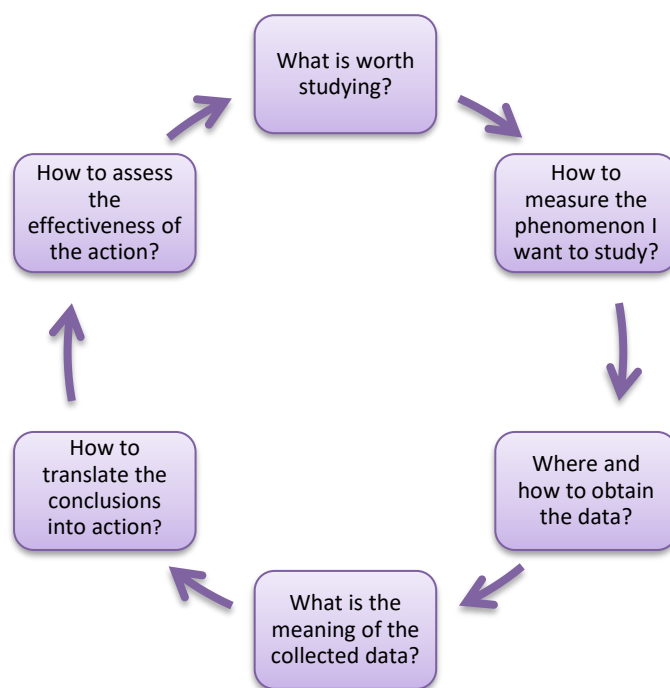 What is worth
studying?
How to
measure the
phenomenon I
want to study?
Where and
how to obtain
the data?
What is the
meaning of the
collected data?
How to
translate the
conclusions
into action?
How to assess
the
effectiveness of
the action?